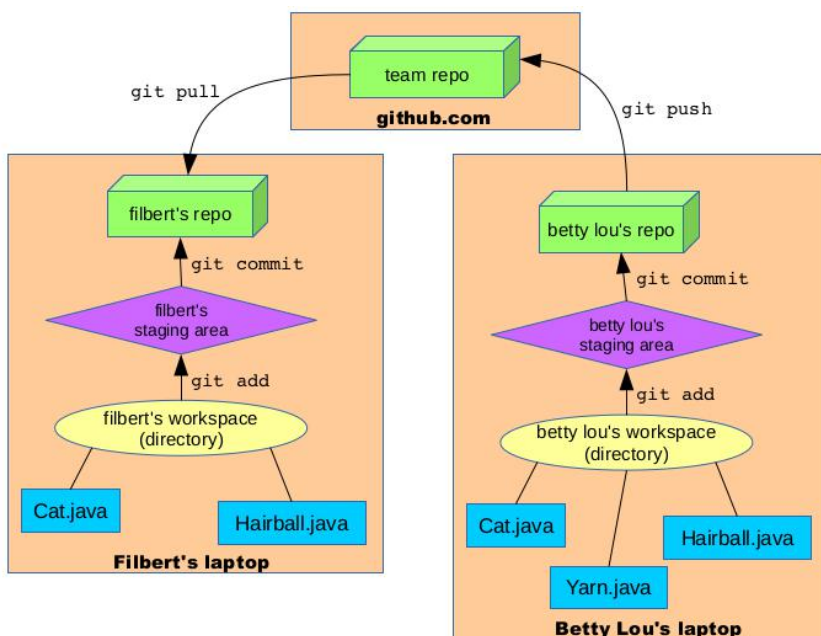 team repo
github.com
git pull
git push
filbert's repo
git commit
filbert's
staging area
git add
filbert's workspace
(directory)
Cat.java
Hairball.java
Filbert's laptop
betty lou's repo
git commit
betty lou's
staging area
git add
betty lou's workspace
(directory)
Cat.java
Hairball.java
Yarn.java
Betty Lou's laptop